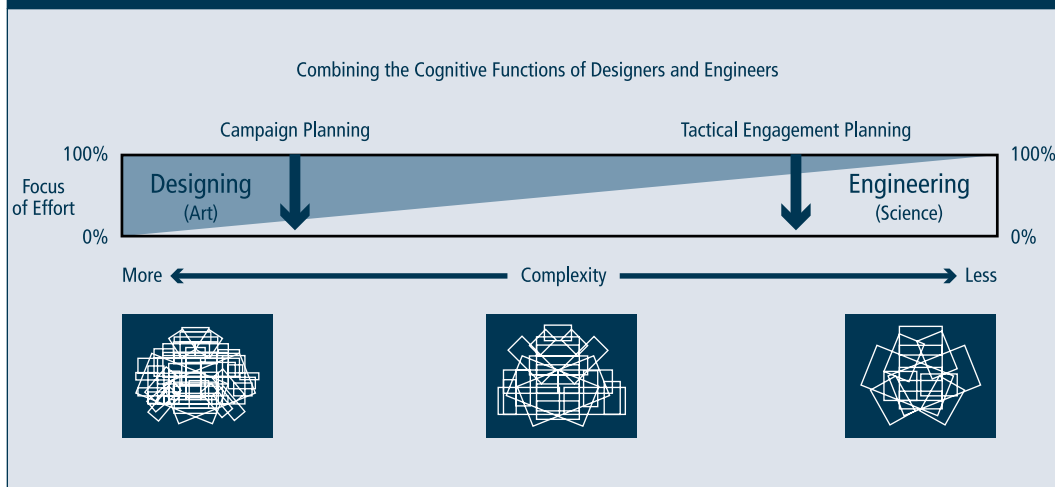 Combining the Cognitive Functions of Designers and Engineers
Campaign Planning
Tactical Engagement Planning
100%
100%
Focus
of Effort
Designing
(Art)
Engineering
(Science)
0%
0%
More
Complexity
Less